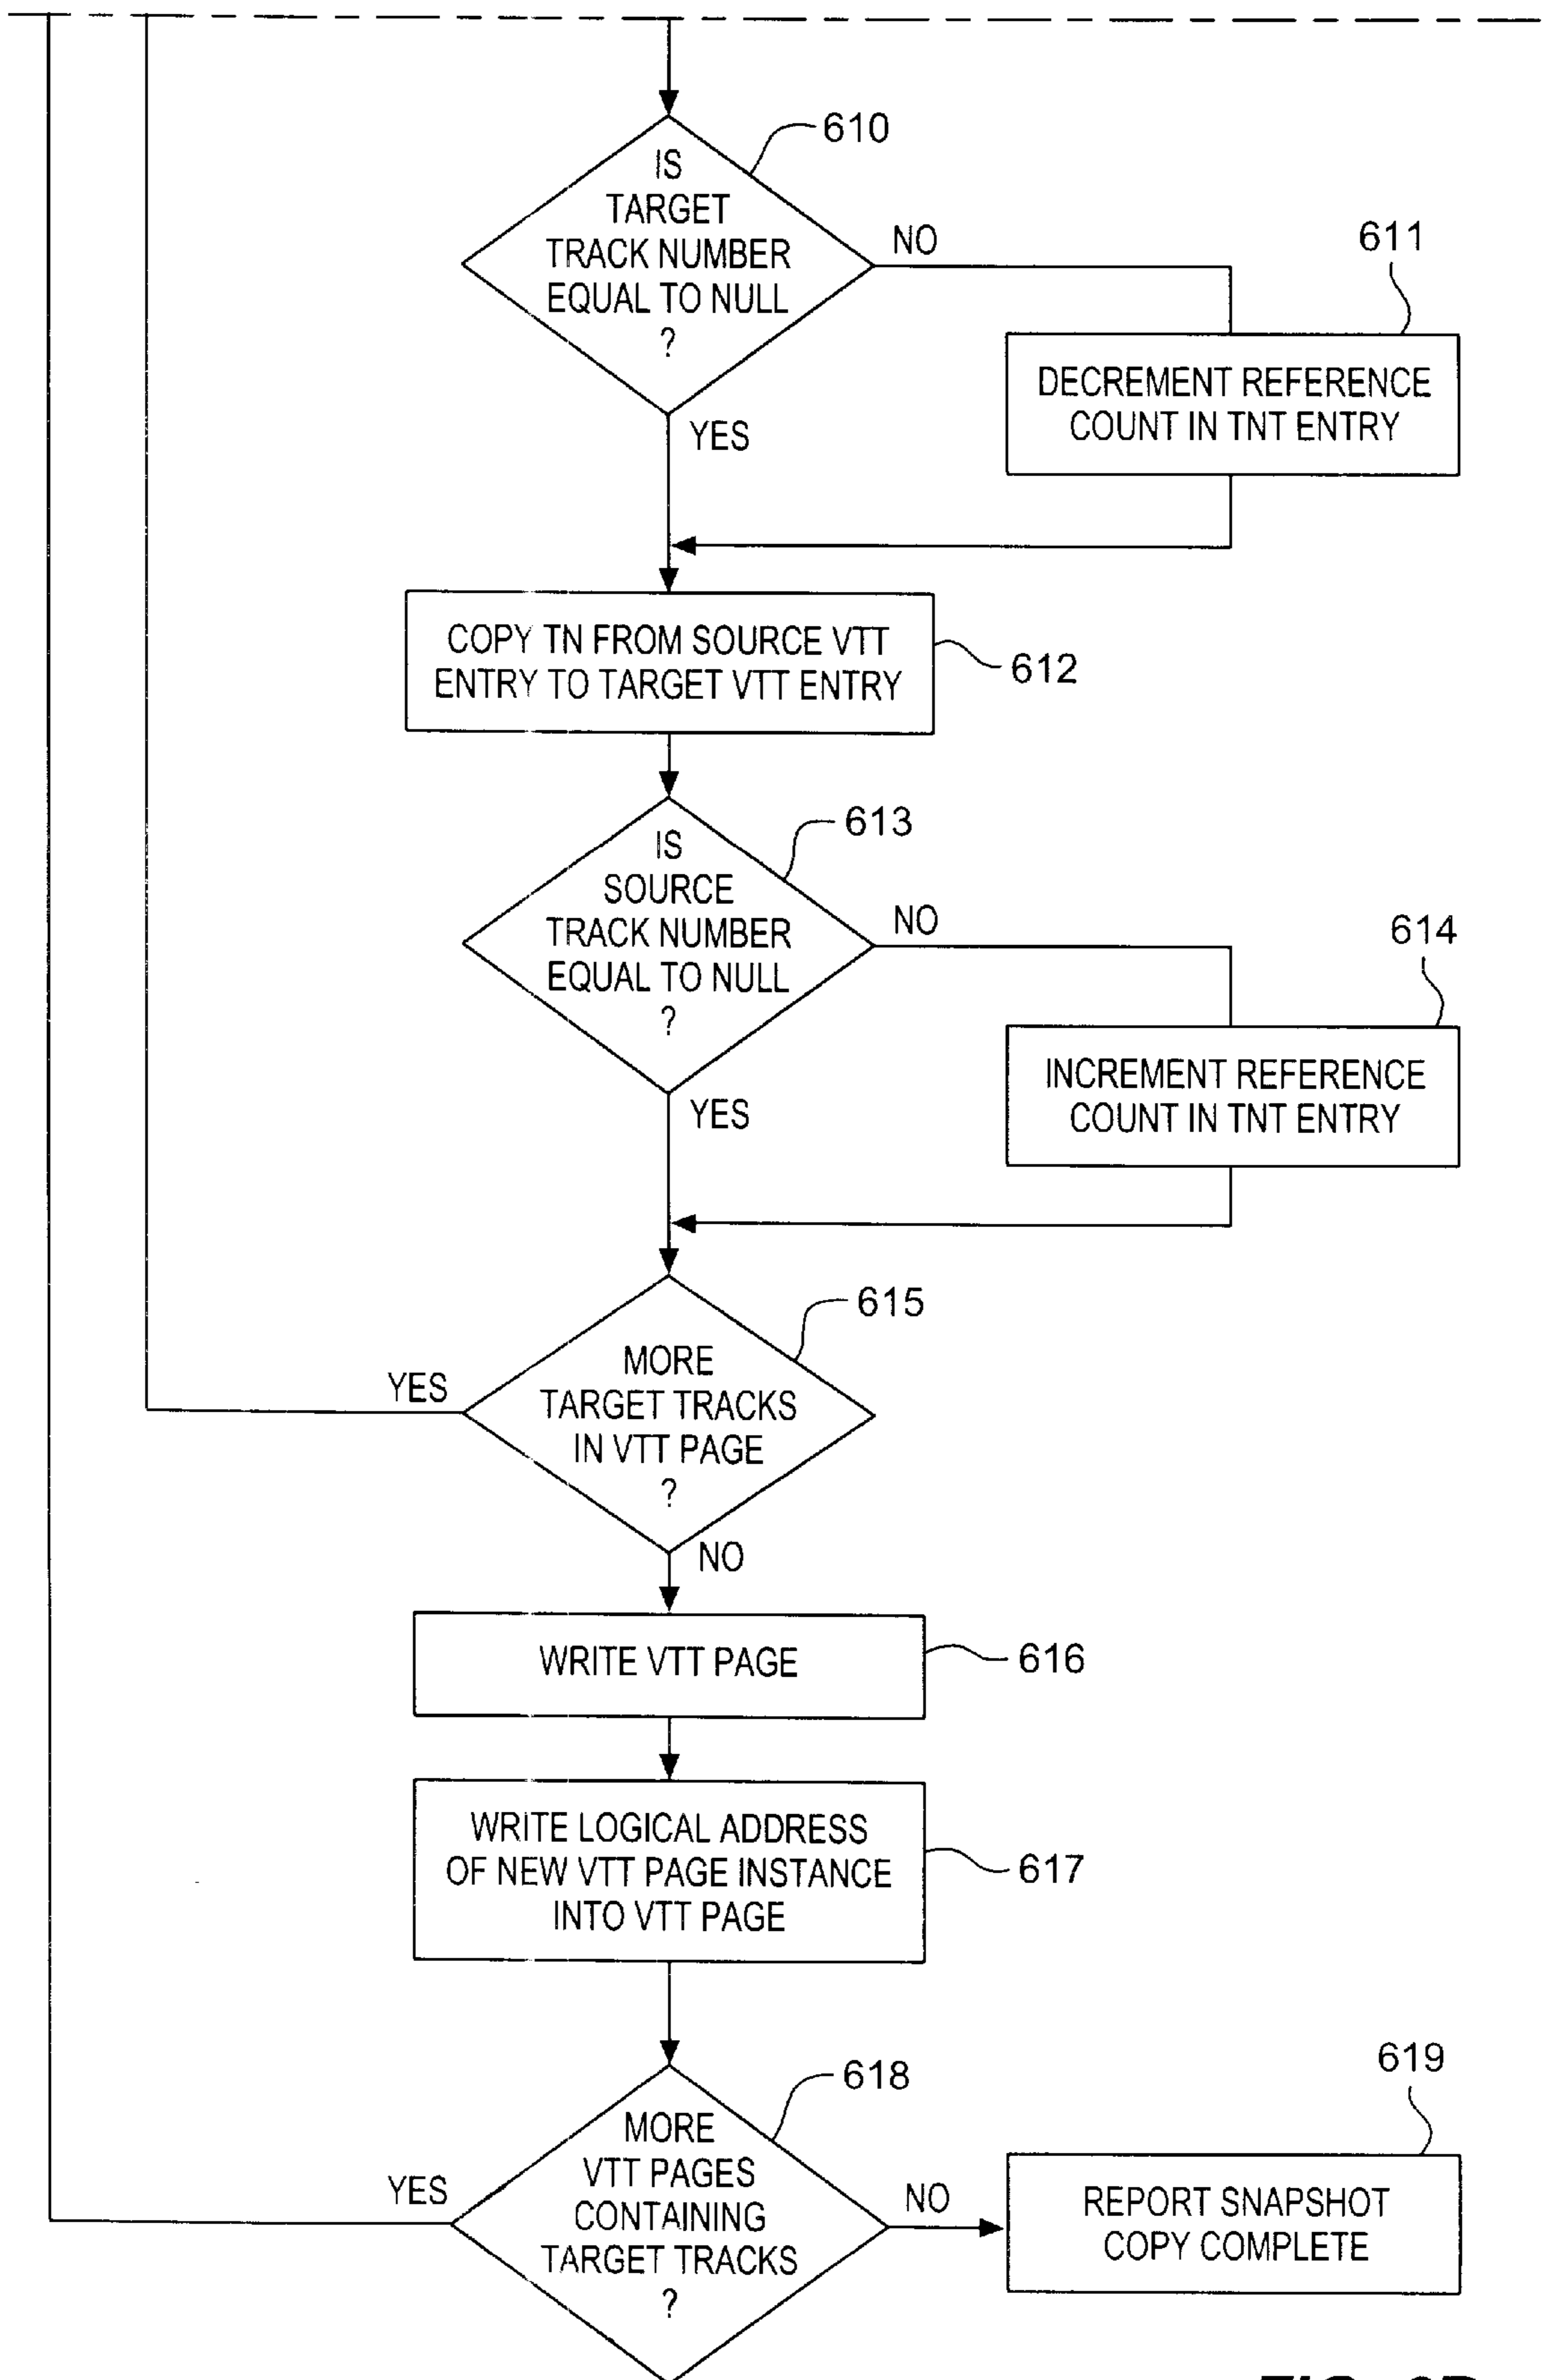 610
IS
TARGET
TRACK NUMBER
EQUAL TO NULL
?
NO
611
DECREMENT REFERENCE
COUNT IN TNT ENTRY
YES
COPY TN FROM SOURCE VTT
ENTRY TO TARGET VTT ENTRY
612
613
IS
SOURCE
TRACK NUMBER
EQUAL TO NULL
?
NO
614
INCREMENT REFERENCE
COUNT IN TNT ENTRY
YES
615
MORE
TARGET TRACKS
IN VTT PAGE
?
YES
NO
WRITE VTT PAGE
616
WRITE LOGICAL ADDRESS
OF NEW VTT PAGE INSTANCE
INTO VTT PAGE
617
618
MORE
VTT PAGES
CONTAINING
TARGET TRACKS
?
YES
NO
619
REPORT SNAPSHOT
COPY COMPLETE